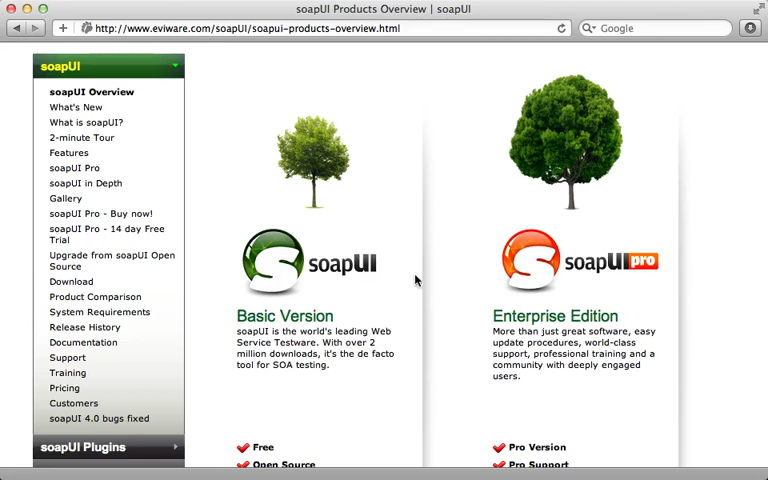 soapUI Products Overview | soapUI
http://www.eviware.com/soapUI/soapui-products-overview.html
Google
soapUI
soapUI Overview
What's New
What is soapUI?
2-minute Tour
Features
soapUI Pro
soapUI in Depth
Gallery
soapUI Pro - Buy now!
soapUI Pro - 14 day Free
Trial
Upgrade from soapUI Open
Source
Download
Product Comparison
System Requirements
Release History
Documentation
Support
Training
Pricing
Customers
soapUI 4.0 bugs fixed
soapUI Plugins
soapUI
Basic Version
soapUI is the world's leading Web
Service Testware. With over 2
million downloads, it's the de facto
tool for SOA testing.
Free
Open Source
soapUI pro
Enterprise Edition
More than just great software, easy
update procedures, world-class
support, professional training and a
community with deeply engaged
users.
Pro Version
Pro Support